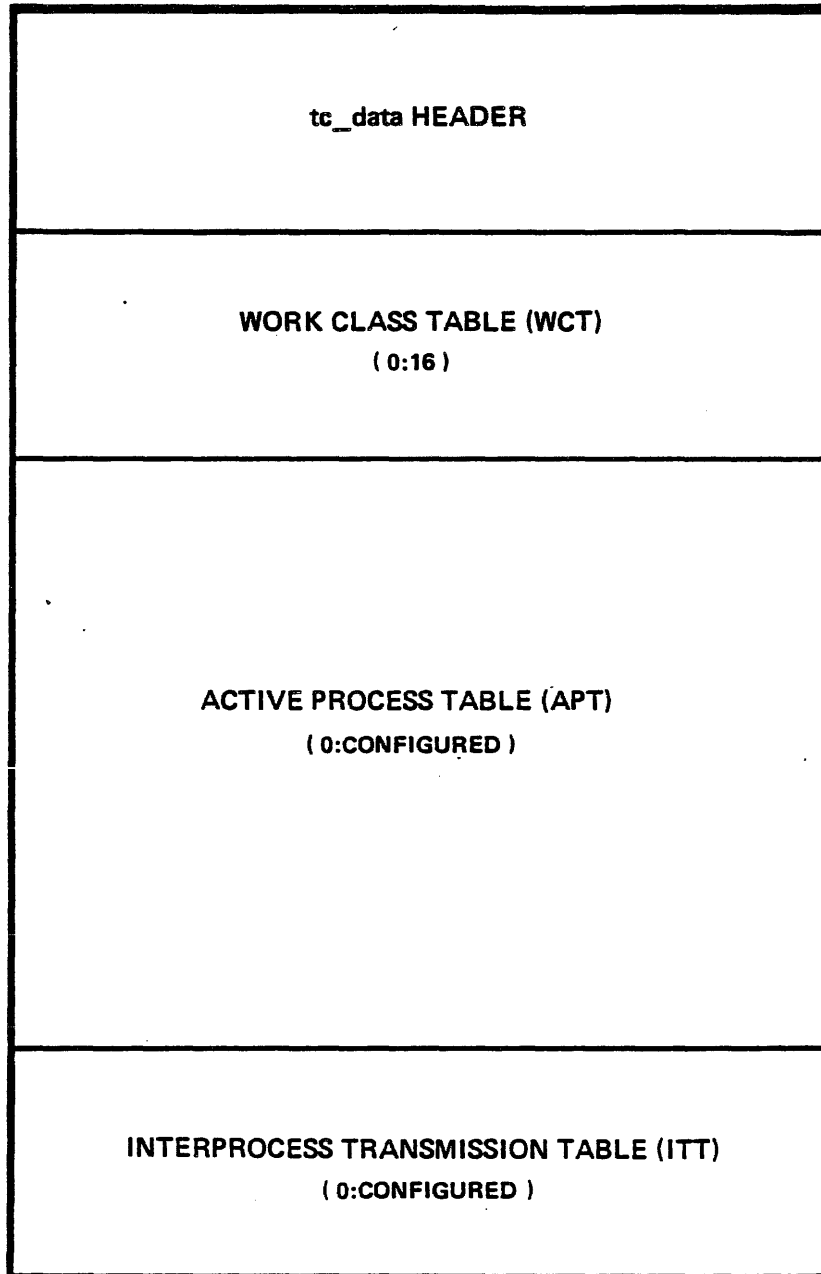 tc_data HEADER
WORK CLASS TABLE (WCT)
( 0:16 )
ACTIVE PROCESS TABLE (APT)
( 0:CONFIGURED )
INTERPROCESS TRANSMISSION TABLE (ITT)
( 0:CONFIGURED )